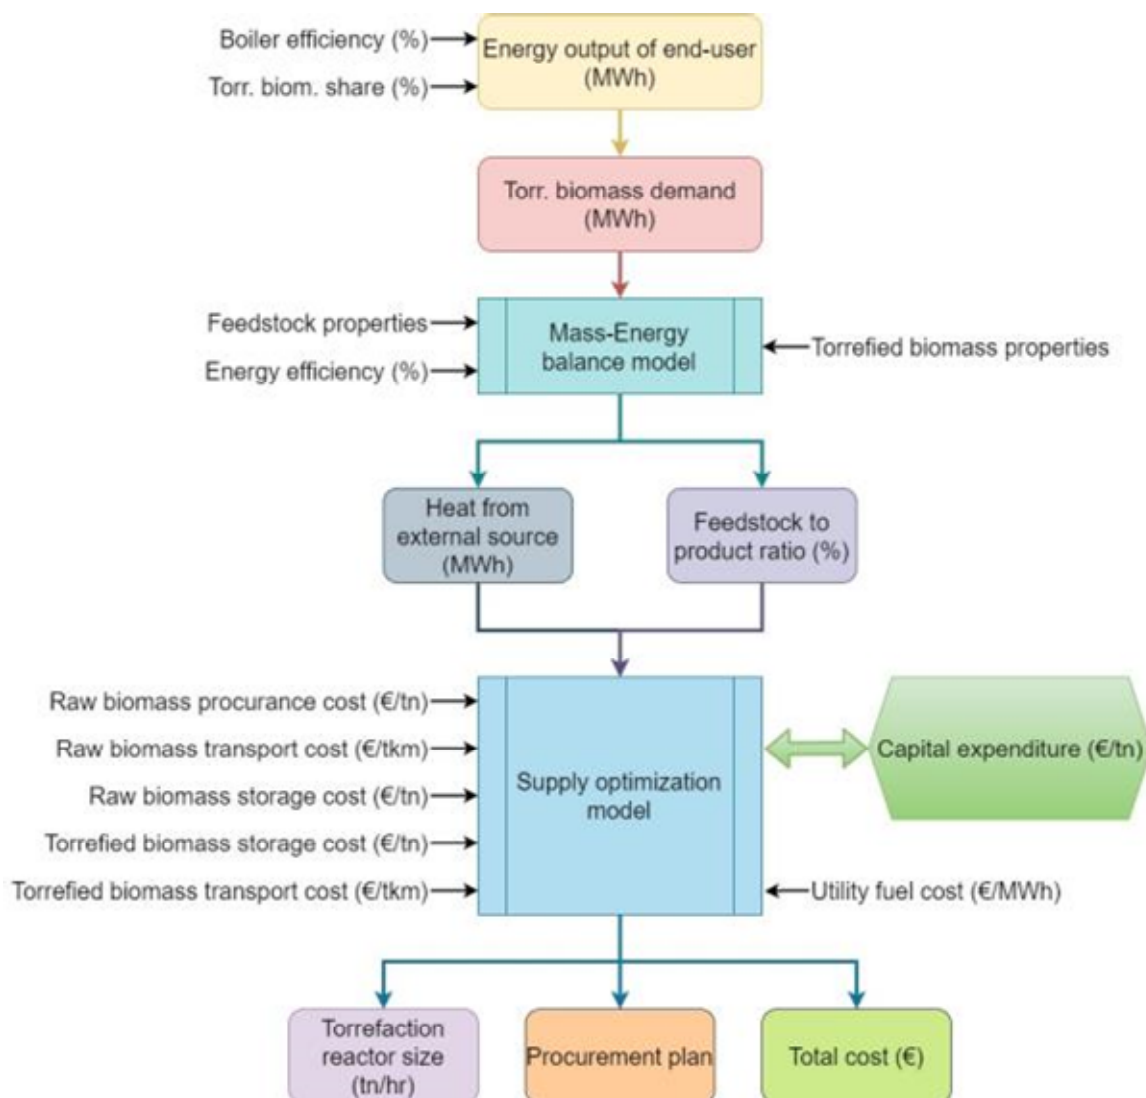 Boiler efficiency (%)
Torr. biom. share (%)
Energy output of end-user
(MWh)
Torr. biomass demand
(MWh)
Feedstock properties
Energy efficiency (%)
Mass-Energy
balance model
Torrefied biomass properties
Heat from
external source
(MWh)
Feedstock to
product ratio (%)
Raw biomass procurance cost (€/tn)
Raw biomass transport cost (€/tkm)
Raw biomass storage cost (€/tn)
Torrefied biomass storage cost (€/tn)
Torrefied biomass transport cost (€/tkm)
Supply optimization
model
Capital expenditure (€/tn)
Utility fuel cost (€/MWh)
Torrefaction
reactor size
(tn/hr)
Procurement plan
Total cost (€)